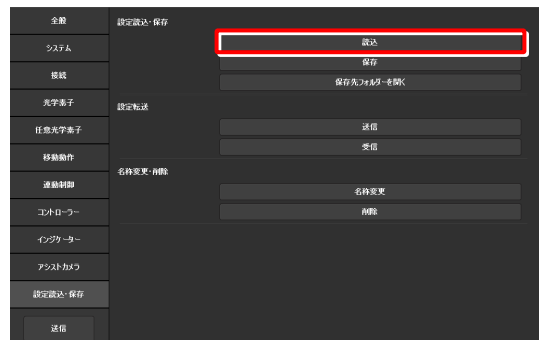 全般
システム
接続
光学素子
任意光学素子
移動動作
連動制御
コントローラー
インジケーター
アシストカメラ
設定読込・保存
送信
設定読込・保存
読込
保存
保存先フォルダーを開く
設定転送
送信
受信
名称変更・削除
名称変更
削除